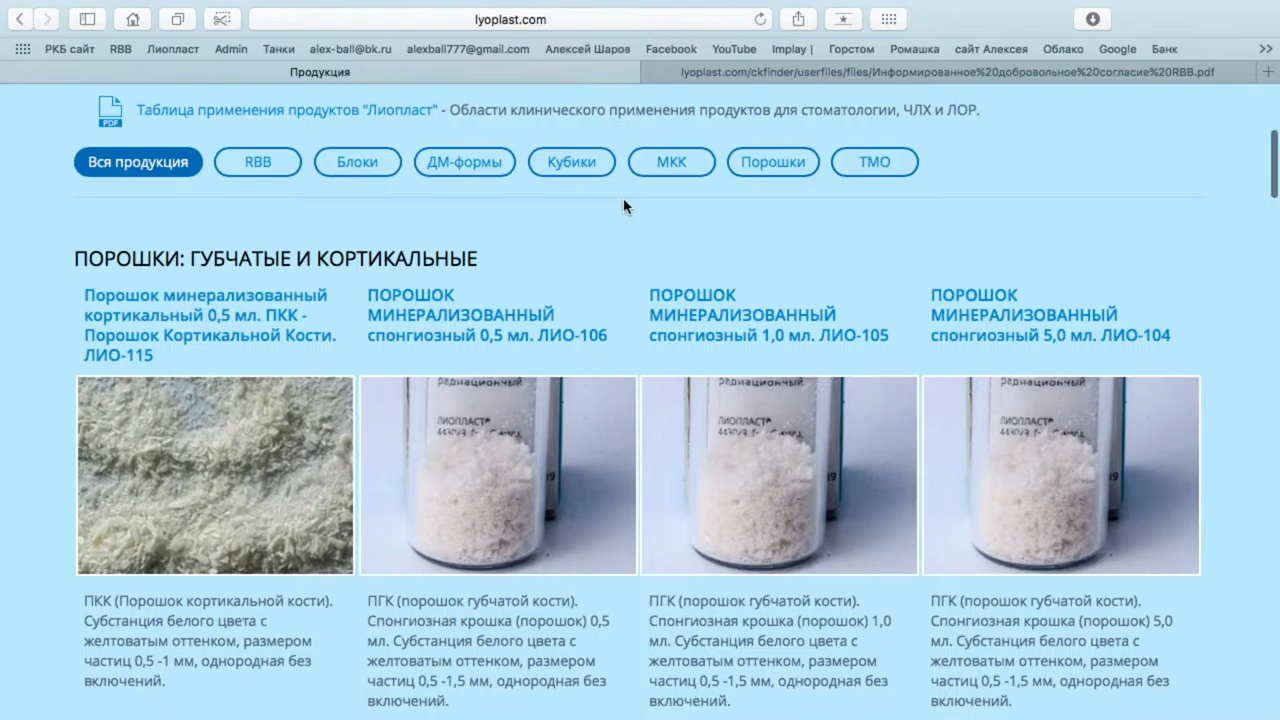 lyoplast.com
РКБ сайт RBB Лиопласт Admin Танки alex-ball@bk.ru alexball777@gmail.com Алексей Шаров Facebook YouTube Implay | Горстом Ромашка сайт Алексея Облако Google Банк >>
Продукция lyoplast.com/ckfinder/userfiles/files/Информированное%20добровольное%20согласие%20RBB.pdf
PDF Таблица применения продуктов "Лиопласт" - Области клинического применения продуктов для стоматологии, ЧЛХ и ЛОР.
Вся продукция RBB Блоки ДМ-формы Кубики МКК Порошки ТМО
ПОРОШКИ: ГУБЧАТЫЕ И КОРТИКАЛЬНЫЕ
Порошок минерализованный
кортикальный 0,5 мл. ПКК -
Порошок Кортикальной Кости.
ЛИО-115
ПОРОШОК
МИНЕРАЛИЗОВАННЫЙ
спонгиозный 0,5 мл. ЛИО-106
ПОРОШОК
МИНЕРАЛИЗОВАННЫЙ
спонгиозный 1,0 мл. ЛИО-105
ПОРОШОК
МИНЕРАЛИЗОВАННЫЙ
спонгиозный 5,0 мл. ЛИО-104
радиационный
ЛИОПЛАСТ®
радиационный
ЛИОПЛАСТ®
радиационный
ЛИОПЛАСТ®
ПКК (Порошок кортикальной кости).
Субстанция белого цвета с
желтоватым оттенком, размером
частиц 0,5 -1 мм, однородная без
включений.
ПГК (порошок губчатой кости).
Спонгиозная крошка (порошок) 0,5
мл. Субстанция белого цвета с
желтоватым оттенком, размером
частиц 0,5 -1,5 мм, однородная без
включений.
ПГК (порошок губчатой кости).
Спонгиозная крошка (порошок) 1,0
мл. Субстанция белого цвета с
желтоватым оттенком, размером
частиц 0,5 -1,5 мм, однородная без
включений.
ПГК (порошок губчатой кости).
Спонгиозная крошка (порошок) 5,0
мл. Субстанция белого цвета с
желтоватым оттенком, размером
частиц 0,5 -1,5 мм, однородная без
включений.